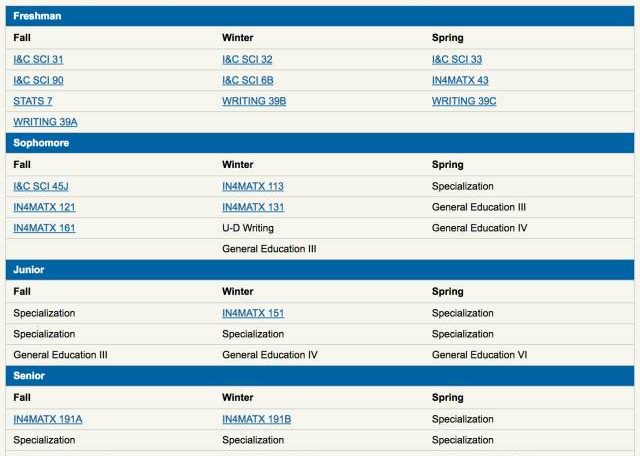 Freshman
Fall Winter Spring
I&C SCI 31 I&C SCI 32 I&C SCI 33
I&C SCI 90 I&C SCI 6B IN4MATX 43
STATS 7 WRITING 39B WRITING 39C
WRITING 39A
Sophomore
Fall Winter Spring
I&C SCI 45J IN4MATX 113 Specialization
IN4MATX 121 IN4MATX 131 General Education III
IN4MATX 161 U-D Writing General Education IV
General Education III
Junior
Fall Winter Spring
Specialization IN4MATX 151 Specialization
Specialization Specialization Specialization
General Education III General Education IV General Education VI
Senior
Fall Winter Spring
IN4MATX 191A IN4MATX 191B Specialization
Specialization Specialization Specialization